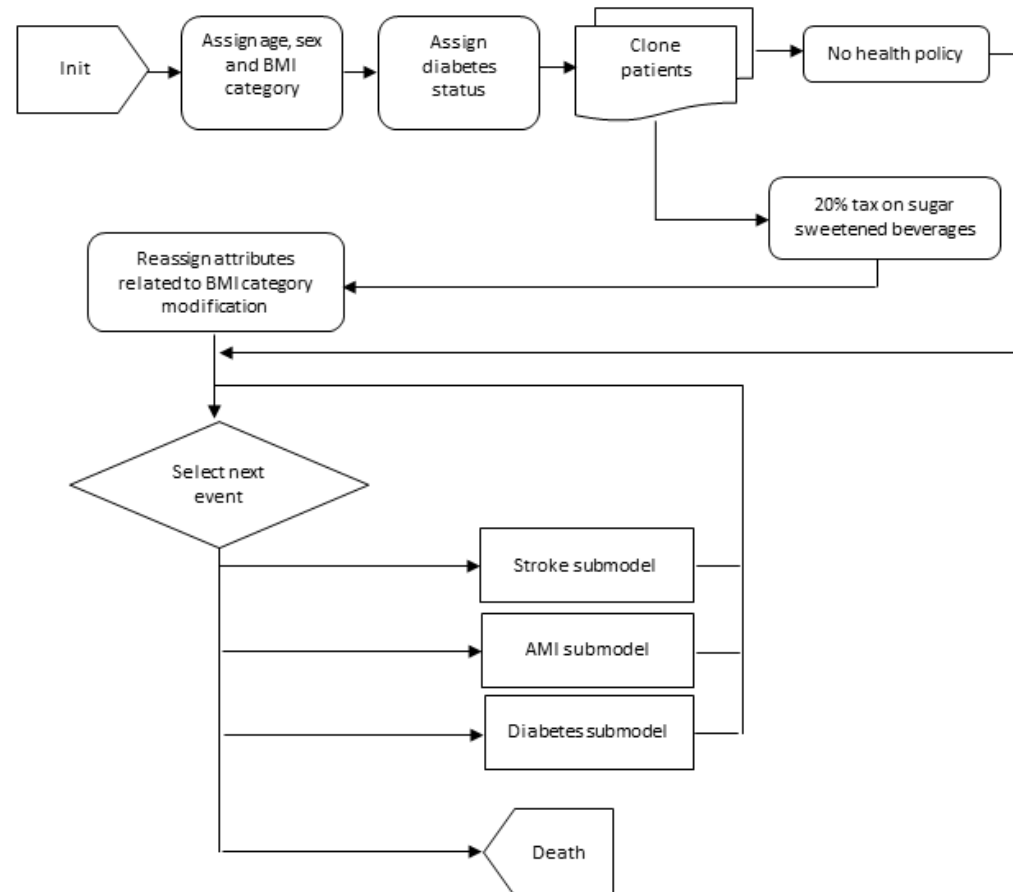 Init
Assign age, sex
and BMI
category
Assign
diabetes
status
Clone
patients
No health policy
20% tax on sugar
sweetened beverages
Reassign attributes
related to BMI category
modification
Select next
event
Stroke submodel
AMI submodel
Diabetes submodel
Death